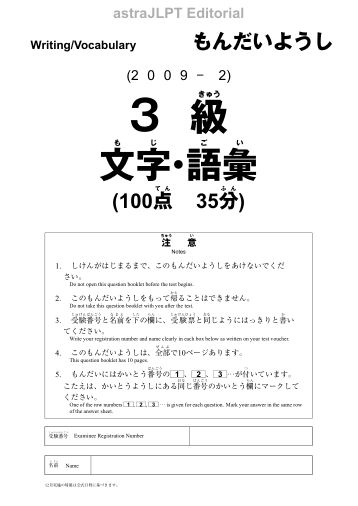 astraJLPT Editorial
Writing/Vocabulary もんだいようし
(２００９－２)
きゅう
３ 級
も じ ご い
文字・語彙
てん ふん
(100点 35分)
ちゅう い
注 意
Notes
1. しけんがはじまるまで、このもんだいようしをあけないでくだ
さい。
Do not open this question booklet before the test begins.
2. このもんだいようしをもって帰ることはできません。
Do not take this question booklet with you after the test.
3. 受験番号と名前を下の欄に、受験票と同じようにはっきりと書い
てください。
Write your registration number and name clearly in each box below as written on your test voucher.
4. このもんだいようしは、全部で10ページあります。
This question booklet has 10 pages.
5. もんだいにはかいとう番号の 1 、 2 、 3 …が付いています。
こたえは、かいとうようしにある同じ番号のかいとう欄にマークして
ください。
One of the row numbers 1 , 2 , 3 … is given for each question. Mark your answer in the same row
of the answer sheet.
受験番号 Examinee Registration Number
名前 Name